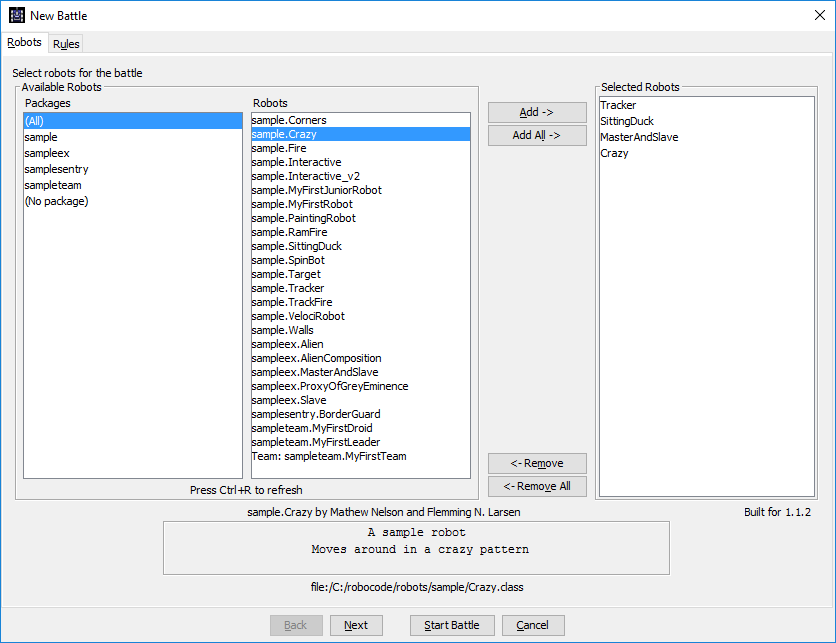 New Battle
Robots Rules
Select robots for the battle
Available Robots
Packages
(All)
sample
sampleex
samplesentry
sampleteam
(No package)
Robots
sample.Corners
sample.Crazy
sample.Fire
sample.Interactive
sample.Interactive_v2
sample.MyFirstJuniorRobot
sample.MyFirstRobot
sample.PaintingRobot
sample.RamFire
sample.SittingDuck
sample.SpinBot
sample.Target
sample.Tracker
sample.TrackFire
sample.VelociRobot
sample.Walls
sampleex.Alien
sampleex.AlienComposition
sampleex.MasterAndSlave
sampleex.ProxyOfGreyEminence
sampleex.Slave
samplesentry.BorderGuard
sampleteam.MyFirstDroid
sampleteam.MyFirstLeader
Team: sampleteam.MyFirstTeam
Press Ctrl+R to refresh
Add ->
Add All ->
<- Remove
<- Remove All
Selected Robots
Tracker
SittingDuck
MasterAndSlave
Crazy
sample.Crazy by Mathew Nelson and Flemming N. Larsen
Built for 1.1.2
A sample robot
Moves around in a crazy pattern
file:/C:/robocode/robots/sample/Crazy.class
Back Next Start Battle Cancel